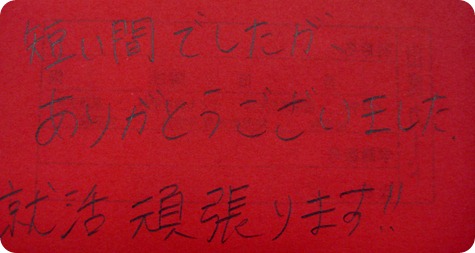 短い間でしたが、
ありがとうございました
就活頑張ります!!